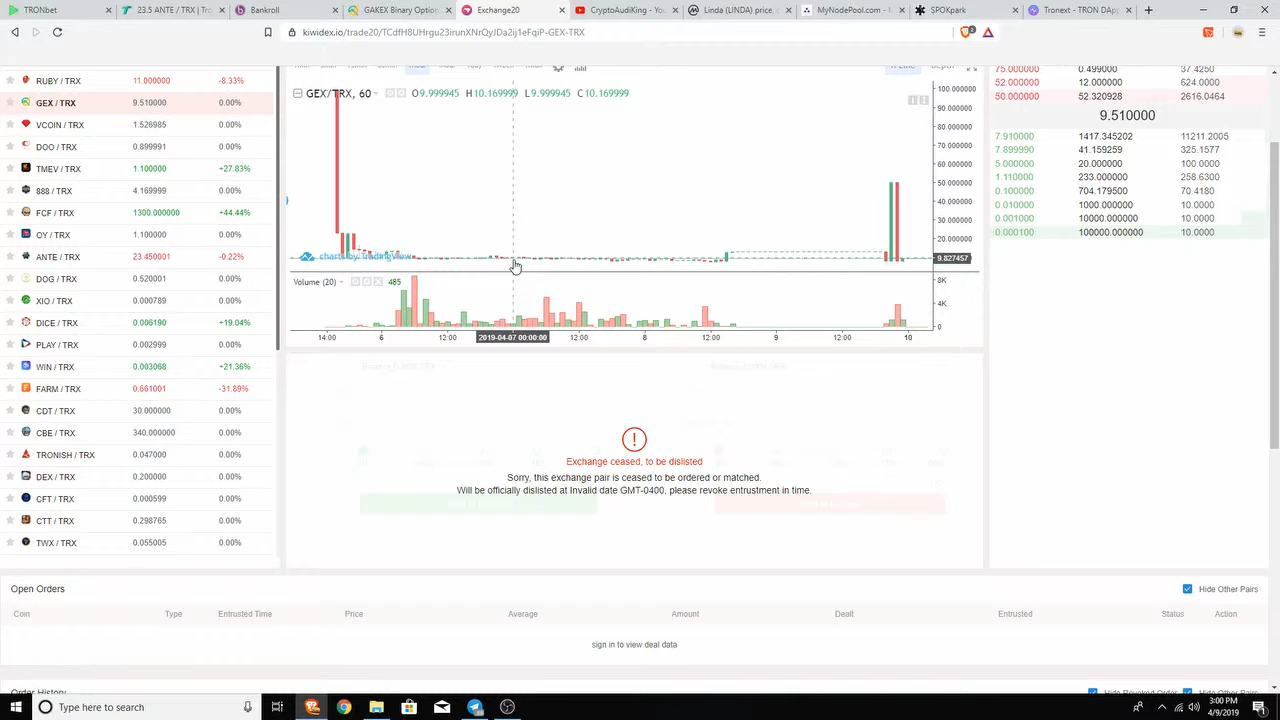 TRONbet
23.5 ANTE / TRX | Tro
Bankroll
GAKEX Binary Option
Exchange20
CryptoAudiKing - You
Linda (LINDA) price, c
MyNodePool.com - M
SPOKpark
Tronext - TRON DApp
kiwidex.io/trade20/TCdfH8UHrgu23irunXNrQyJDa2ij1eFqiP-GEX-TRX
RUBY / TRX 11.000000 -8.33%
GEX / TRX 9.510000 0.00%
VCOIN / TRX 1.526985 0.00%
DOO / TRX 0.899991 0.00%
TMEV / TRX 1.100000 +27.83%
888 / TRX 4.169999 0.00%
FCF / TRX 1300.000000 +44.44%
OY / TRX 1.100000 0.00%
-0.22%
0.520001 0.00%
XIO / TRX 0.000789 0.00%
DICE / TRX 0.006190 +19.04%
PLAY / TRX 0.002999 0.00%
WIN / TRX 0.003068 +21.36%
FARM / TRX 0.661001 -31.89%
CDT / TRX 30.000000 0.00%
CBE / TRX 340.000000 0.00%
TRONISH / TRX 0.047000 0.00%
DEX / TRX 0.200000 0.00%
CFT / TRX 0.000599 0.00%
CTT / TRX 0.298765 0.00%
TWX / TRX 0.055005 0.00%
GEX/TRX, 60 O9.999945 H10.169999 L9.999945 C10.169999
100.000000
90.000000
80.000000
70.000000
60.000000
50.000000
40.000000
30.000000
20.000000
9.827457
charts by TradingView
Volume (20) 485
8K
4K
0
14:00 6 12:00 2019-04-07 00:00:00 12:00 8 12:00 9 12:00 10
75.000000 0.499000 37.4250
52.000000 12.000000 624.0000
50.000000 52.320928 2616.0464
9.510000
7.910000 1417.345202 11211.2005
7.899990 41.159259 325.1577
5.000000 20.000000 100.0000
1.110000 233.000000 258.6300
0.100000 704.179500 70.4180
0.010000 1000.000000 10.0000
0.001000 10000.000000 10.0000
0.000100 100000.000000 10.0000
!
Exchange ceased, to be dislisted
Sorry, this exchange pair is ceased to be ordered or matched.
Will be officially dislisted at Invalid date GMT-0400, please revoke entrustment in time.
Open Orders Hide Other Pairs
Coin Type Entrusted Time Price Average Amount Dealt Entrusted Status Action
sign in to view deal data
Order History Hide Revoked Order Hide Other Pairs
Type here to search
3:00 PM
4/9/2019